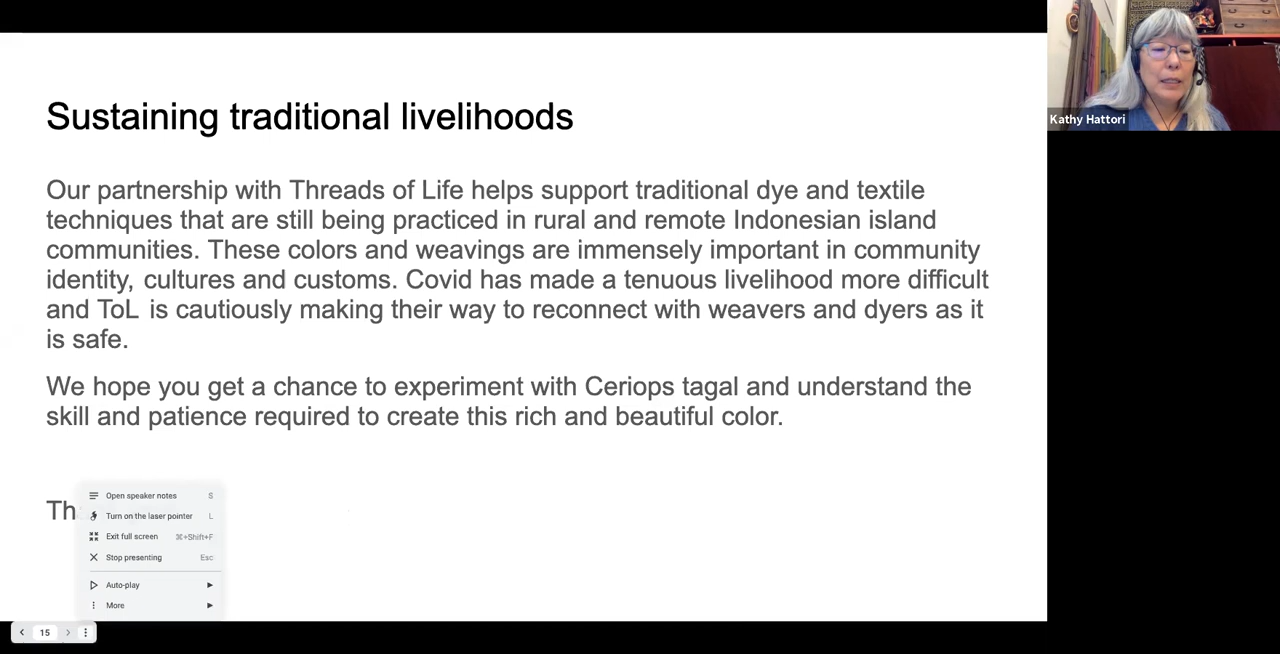 Sustaining traditional livelihoods
Kathy Hattori
Our partnership with Threads of Life helps support traditional dye and textile
techniques that are still being practiced in rural and remote Indonesian island
communities. These colors and weavings are immensely important in community
identity, cultures and customs. Covid has made a tenuous livelihood more difficult
and ToL is cautiously making their way to reconnect with weavers and dyers as it
is safe.
We hope you get a chance to experiment with Ceriops tagal and understand the
skill and patience required to create this rich and beautiful color.
Open speaker notes S
Turn on the laser pointer L
Exit full screen ⌘+Shift+F
Stop presenting Esc
Auto-play
More
15